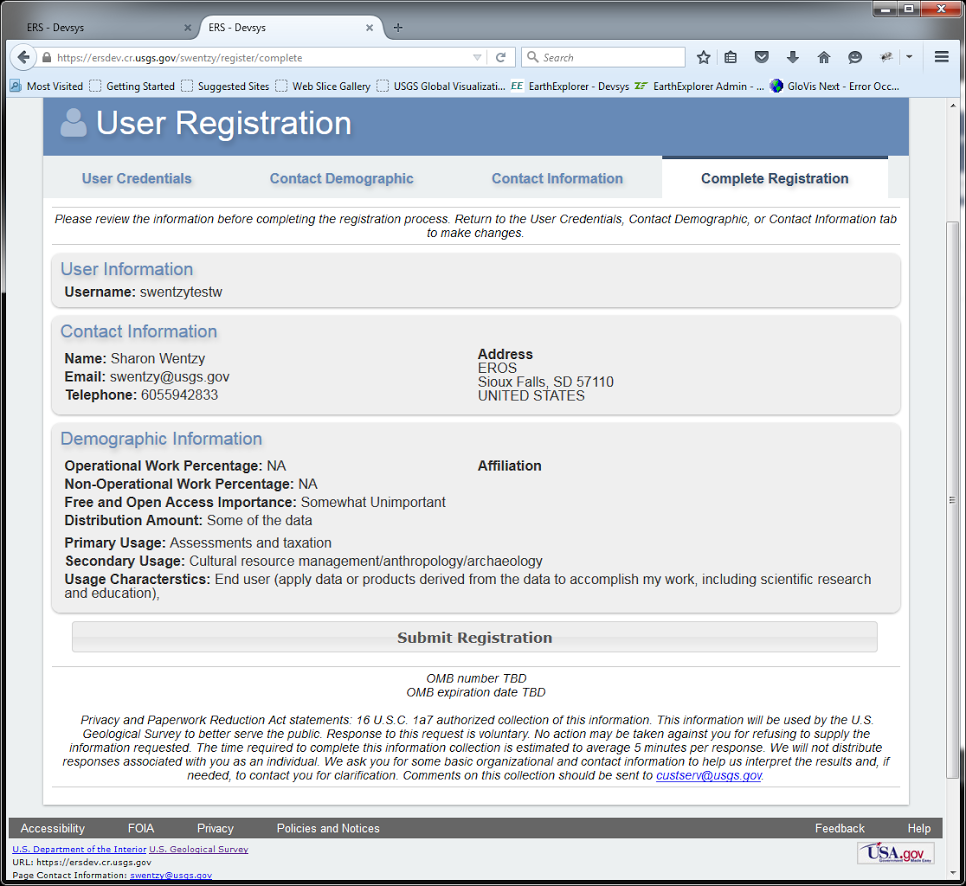 ERS - Devsys
ERS - Devsys
https://ersdev.cr.usgs.gov/swentzy/register/complete
Search
Most Visited
Getting Started
Suggested Sites
Web Slice Gallery
USGS Global Visualizati...
EE EarthExplorer - Devsys
EarthExplorer Admin - ...
GloVis Next - Error Occ...
User Registration
User Credentials
Contact Demographic
Contact Information
Complete Registration
Please review the information before completing the registration process. Return to the User Credentials, Contact Demographic, or Contact Information tab
to make changes.
User Information
Username: swentzytestw
Contact Information
Name: Sharon Wentzy
Email: swentzy@usgs.gov
Telephone: 6055942833
Address
EROS
Sioux Falls, SD 57110
UNITED STATES
Demographic Information
Operational Work Percentage: NA
Affiliation
Non-Operational Work Percentage: NA
Free and Open Access Importance: Somewhat Unimportant
Distribution Amount: Some of the data
Primary Usage: Assessments and taxation
Secondary Usage: Cultural resource management/anthropology/archaeology
Usage Characterstics: End user (apply data or products derived from the data to accomplish my work, including scientific research
and education),
Submit Registration
OMB number TBD
OMB expiration date TBD
Privacy and Paperwork Reduction Act statements: 16 U.S.C. 1a7 authorized collection of this information. This information will be used by the U.S.
Geological Survey to better serve the public. Response to this request is voluntary. No action may be taken against you for refusing to supply the
information requested. The time required to complete this information collection is estimated to average 5 minutes per response. We will not distribute
responses associated with you as an individual. We ask you for some basic organizational and contact information to help us interpret the results and, if
needed, to contact you for clarification. Comments on this collection should be sent to custserv@usgs.gov.
Accessibility
FOIA
Privacy
Policies and Notices
Feedback
Help
U.S. Department of the Interior U.S. Geological Survey
URL: https://ersdev.cr.usgs.gov
Page Contact Information: swentzy@usgs.gov
USA.gov
Government Made Easy